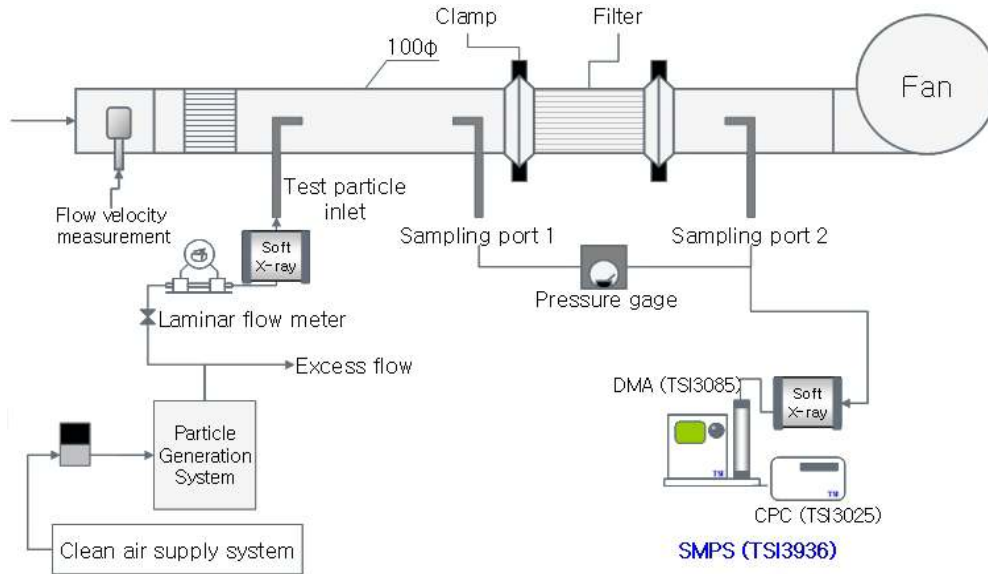 Clamp
Filter
100ϕ
Fan
Test particle
inlet
Flow velocity
measurement
Sampling port 1
Sampling port 2
Soft
X-ray
Pressure gage
Laminar flow meter
Excess flow
DMA (TSI3085)
Soft
X-ray
Particle
Generation
System
TSI
TSI
CPC (TSI3025)
Clean air supply system
SMPS (TSI3936)